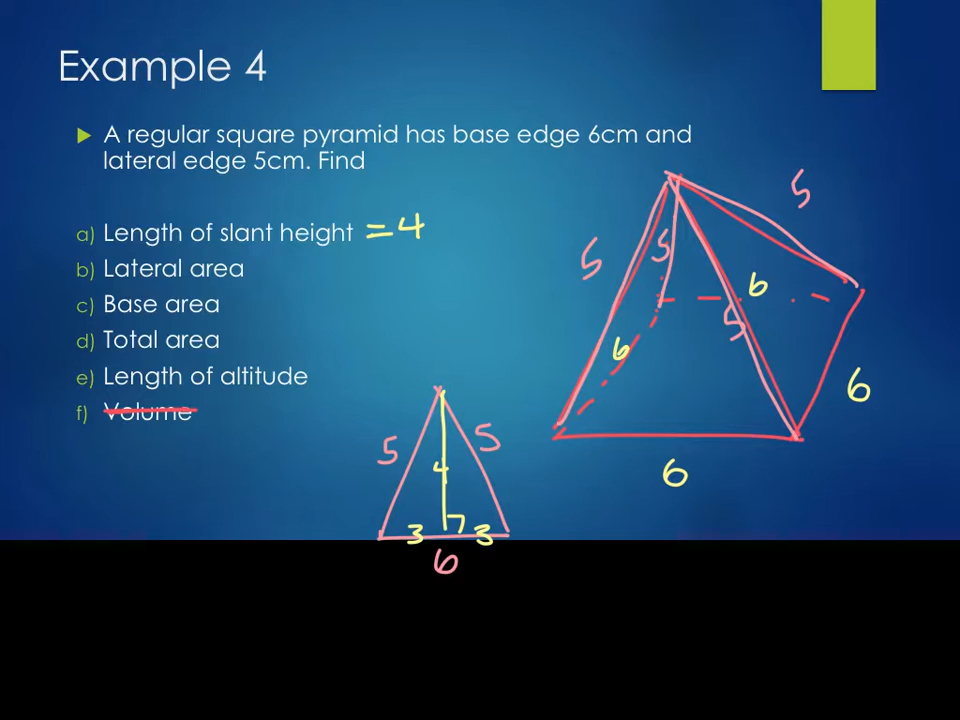 Example 4
A regular square pyramid has base edge 6cm and
lateral edge 5cm. Find
a) Length of slant height = 4
b) Lateral area
c) Base area
d) Total area
e) Length of altitude
f) Volume
5
5
5
6
5
6
6
6
5
5
4
3
3
6